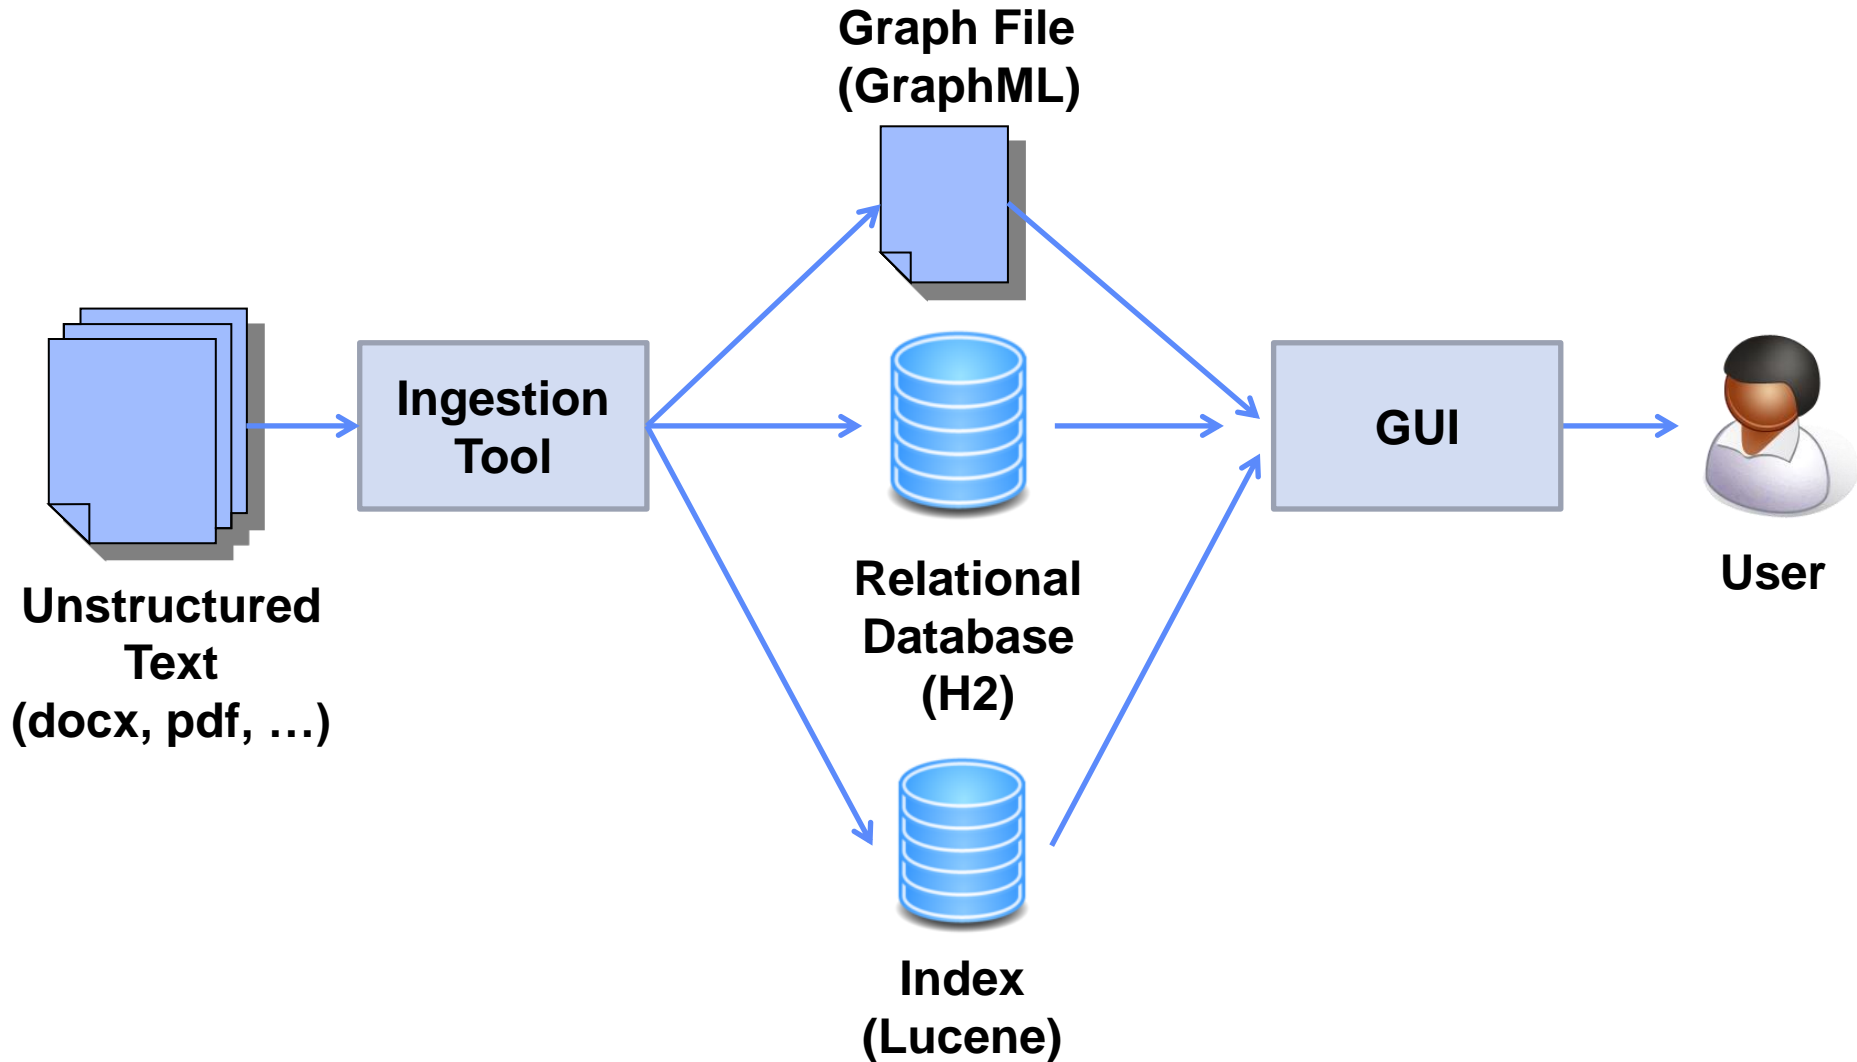 Graph File
(GraphML)
Ingestion
Tool
GUI
Unstructured
Text
(docx, pdf, …)
Relational
Database
(H2)
User
Index
(Lucene)